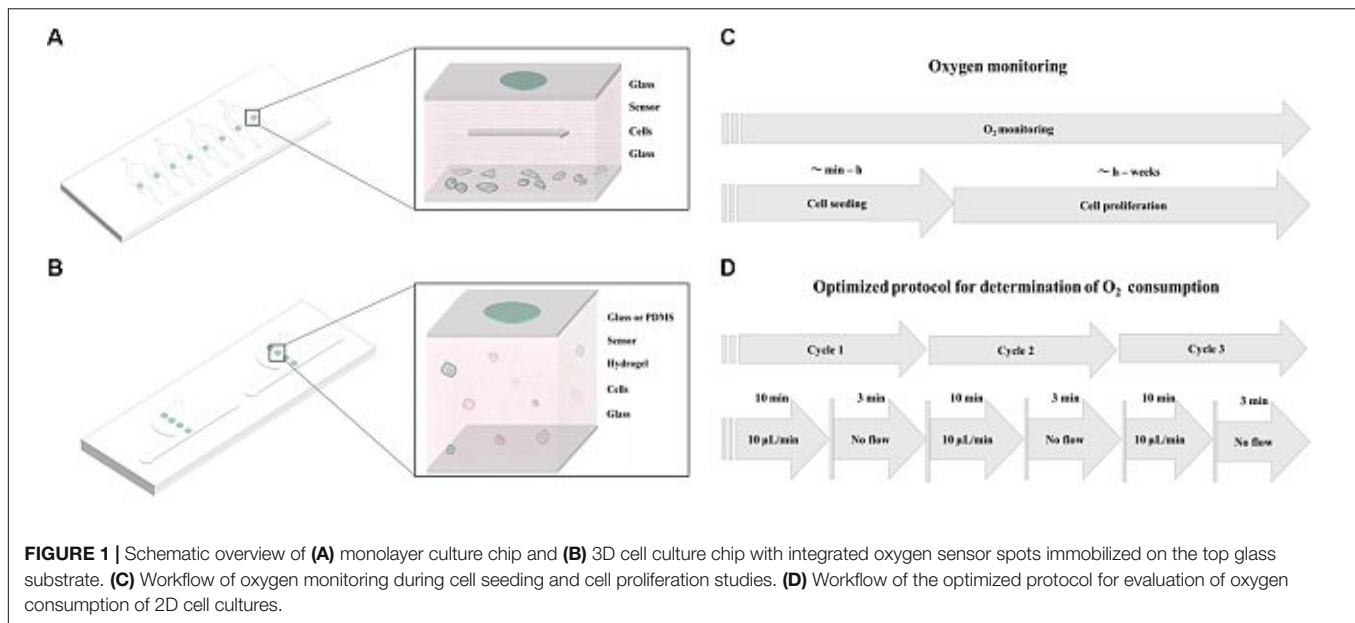 A
Glass
Sensor
Cells
Glass
B
Glass or PDMS
Sensor
Hydrogel
Cells
Glass
C
Oxygen monitoring
O₂ monitoring
~ min – h
~ h – weeks
Cell seeding
Cell proliferation
D
Optimized protocol for determination of O₂ consumption
Cycle 1
Cycle 2
Cycle 3
10 min
3 min
10 min
3 min
10 min
3 min
10 µL/min
No flow
10 µL/min
No flow
10 µL/min
No flow
FIGURE 1 | Schematic overview of (A) monolayer culture chip and (B) 3D cell culture chip with integrated oxygen sensor spots immobilized on the top glass
substrate. (C) Workflow of oxygen monitoring during cell seeding and cell proliferation studies. (D) Workflow of the optimized protocol for evaluation of oxygen
consumption of 2D cell cultures.